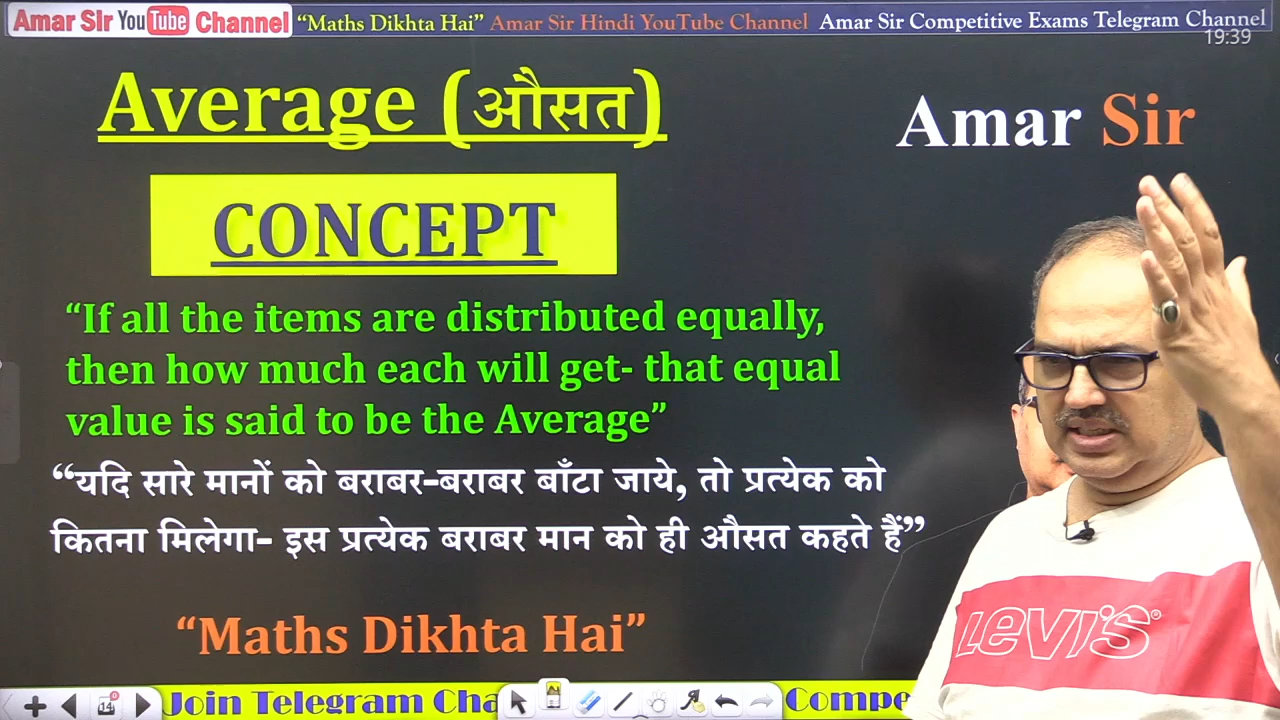 Amar SIr YouTube Channel "Maths Dikhta Hai" Amar Sir Hindi YouTube Channel Amar Sir Competitive Exams Telegram Channel
19:39
Average (औसत)
Amar Sir
CONCEPT
“If all the items are distributed equally,
then how much each will get- that equal
value is said to be the Average”
“यदि सारे मानों को बराबर-बराबर बाँटा जाये, तो प्रत्येक को
कितना मिलेगा- इस प्रत्येक बराबर मान को ही औसत कहते हैं”
LEVI'S®
“Maths Dikhta Hai”
14
Join Telegram Cha
Compe